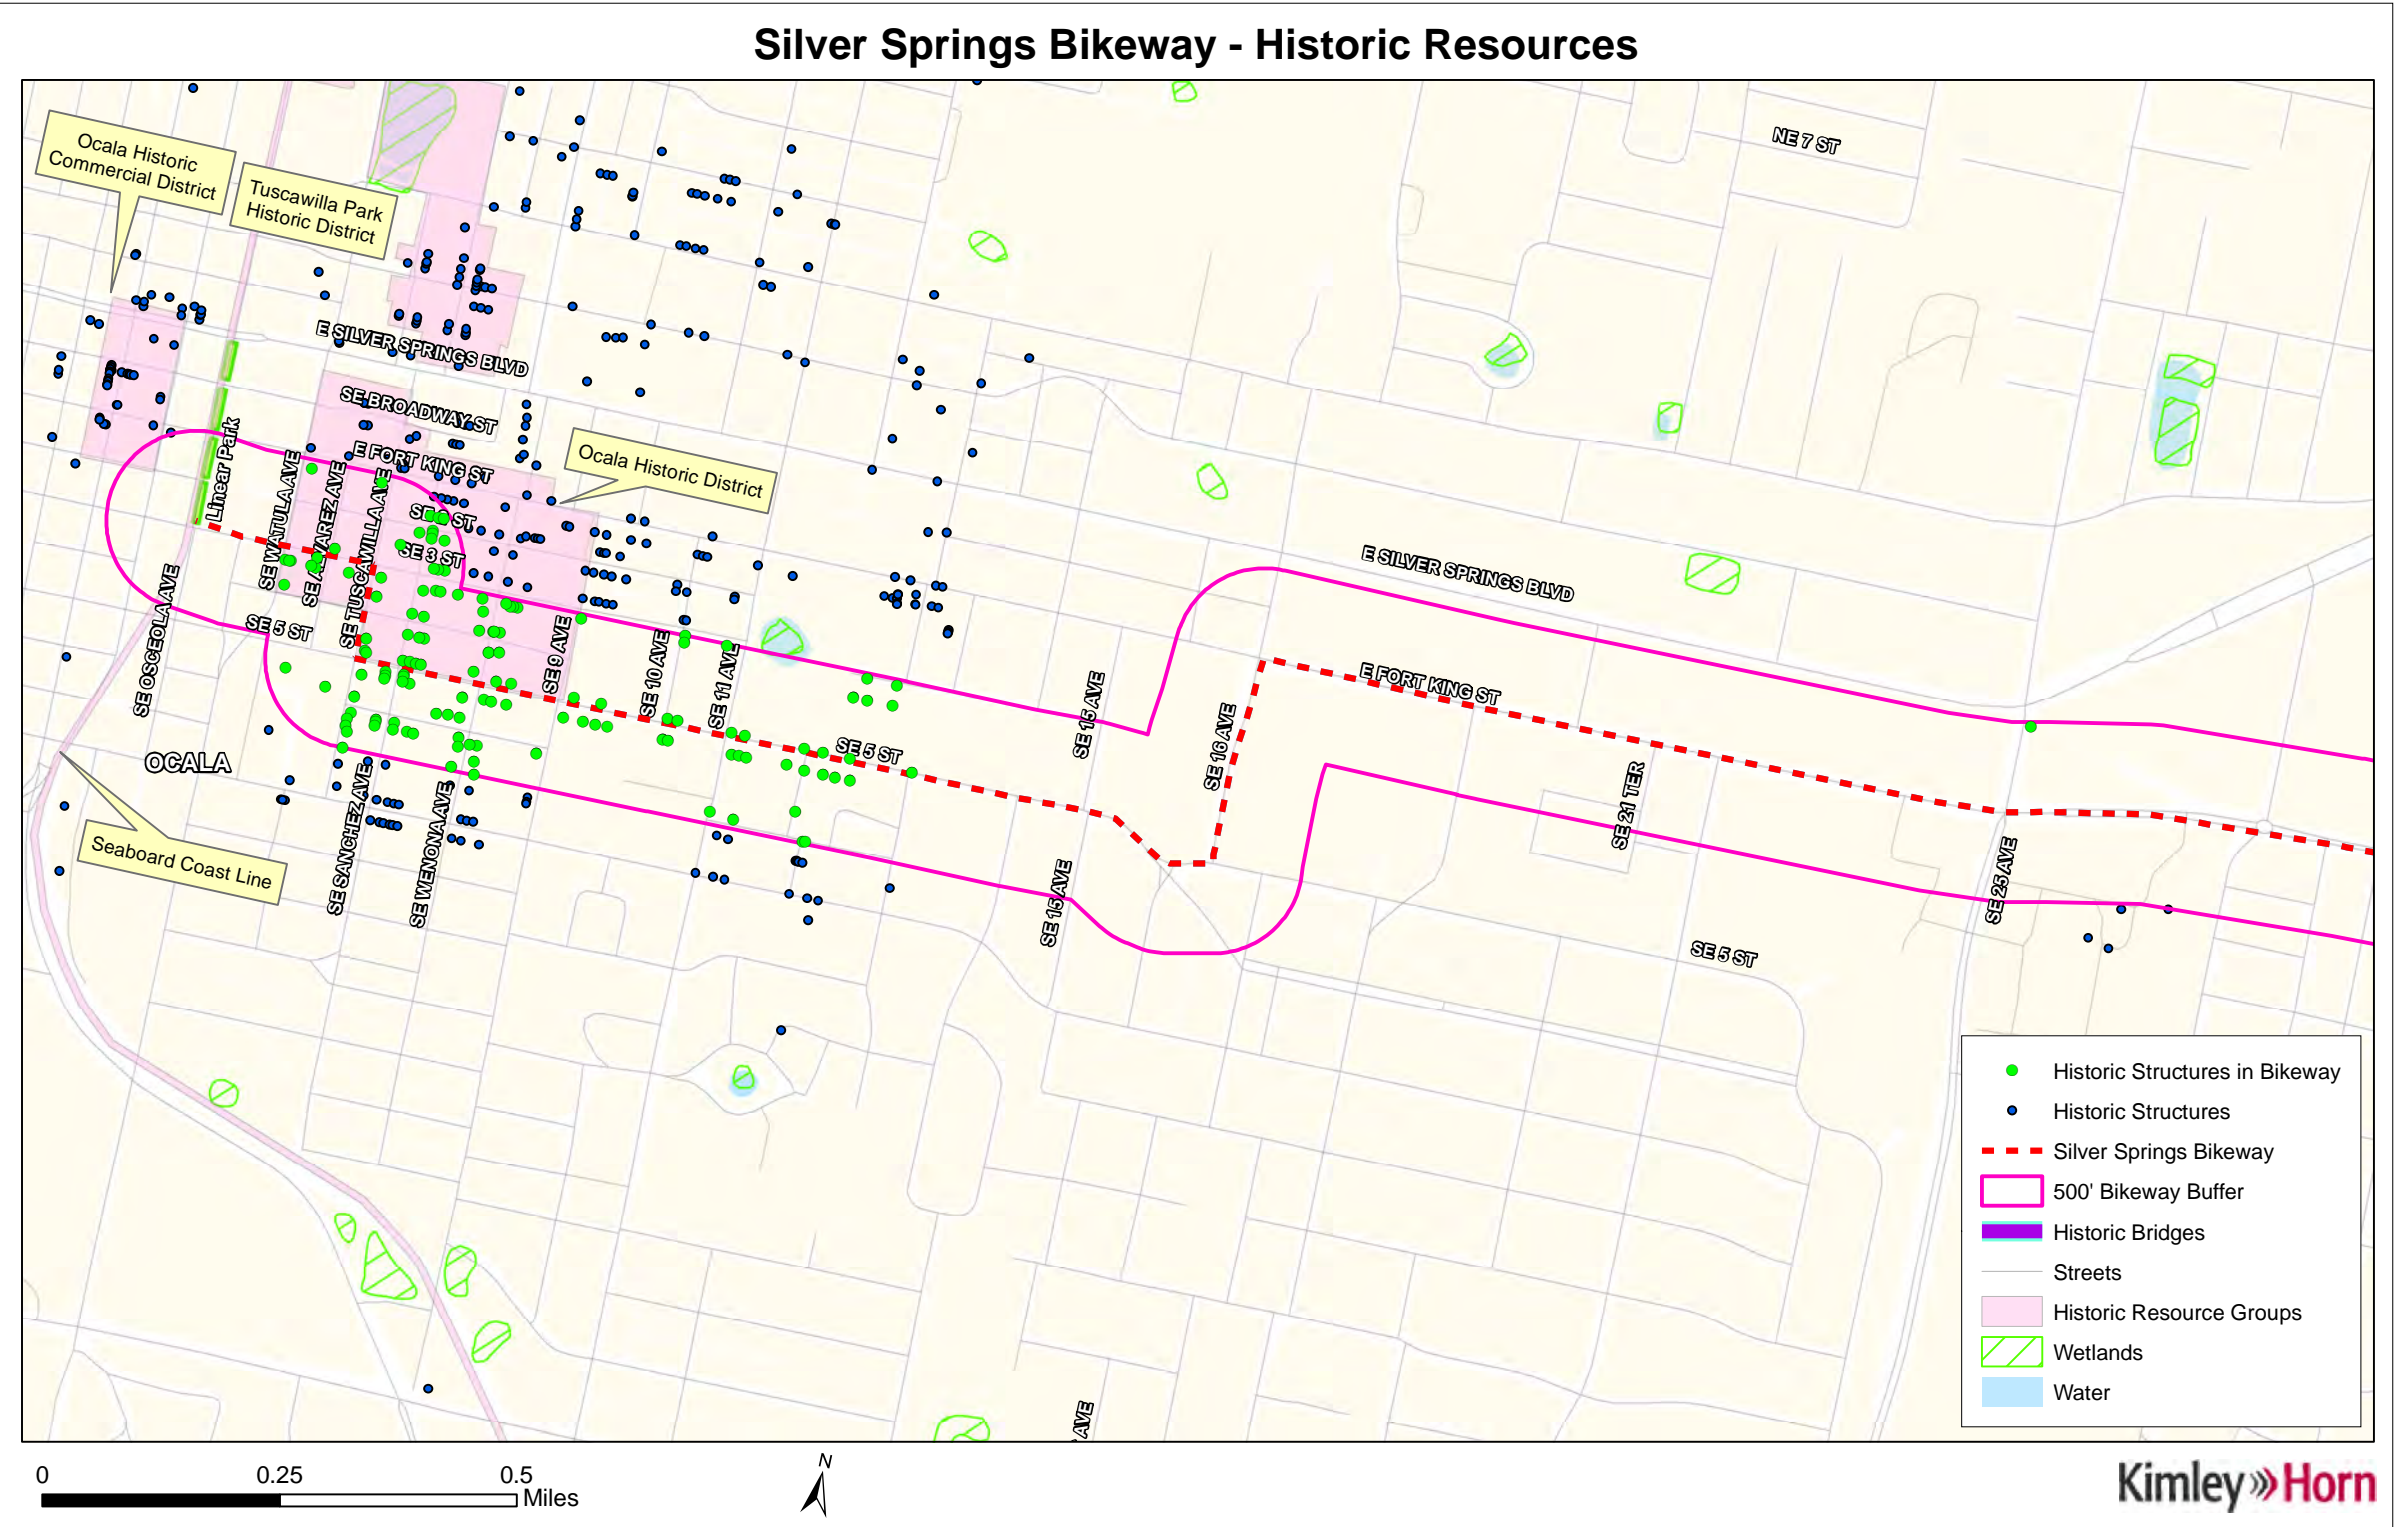 Silver Springs Bikeway - Historic Resources
NE 7 ST
Ocala Historic
Commercial District
Tuscawilla Park
Historic District
E SILVER SPRINGS BLVD
SE BROADWAY ST
E FORT KING ST
Ocala Historic District
Linear Park
SE WATULA AVE
SE ALVAREZ AVE
SE TUSCAWILLA AVE
SE 3 ST
E SILVER SPRINGS BLVD
SE OSCEOLA AVE
SE 5 ST
SE 9 AVE
SE 10 AVE
SE 11 AVE
SE 15 AVE
SE 16 AVE
E FORT KING ST
SE 5 ST
OCALA
SE 21 TER
SE SANCHEZ AVE
SE WENONA AVE
Seaboard Coast Line
SE 15 AVE
SE 25 AVE
SE 5 ST
AVE
Historic Structures in Bikeway
Historic Structures
Silver Springs Bikeway
500' Bikeway Buffer
Historic Bridges
Streets
Historic Resource Groups
Wetlands
Water
0 0.25 0.5
Miles
N
Kimley»Horn